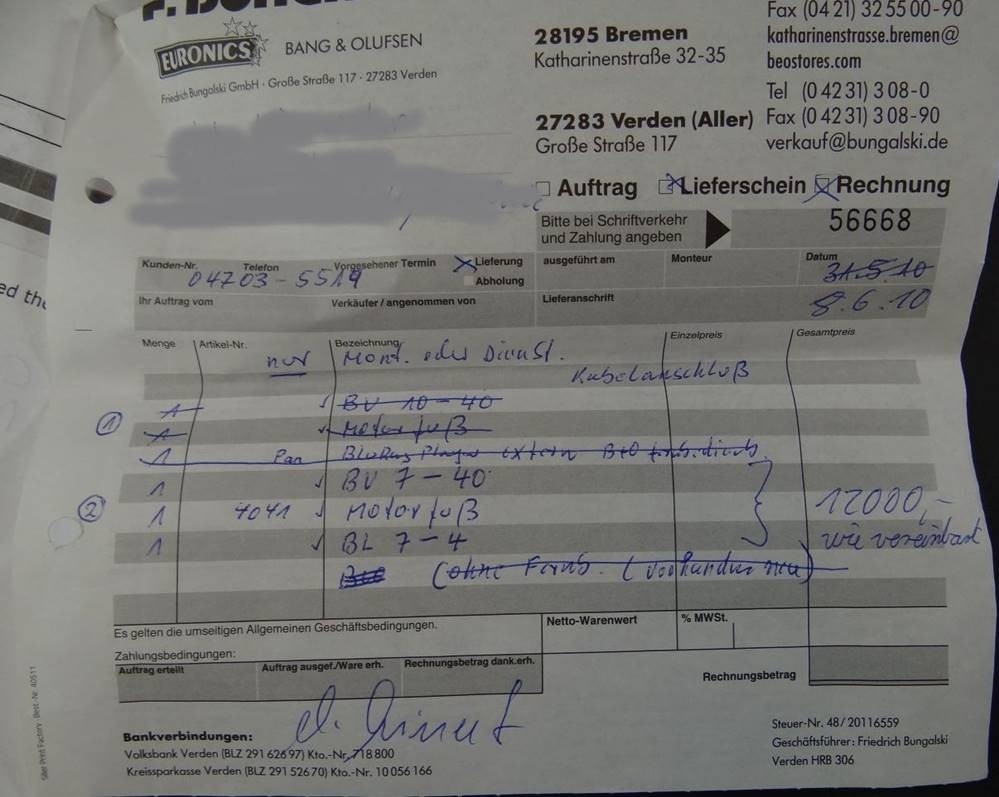 EURONICS BANG & OLUFSEN
Friedrich Bungalski GmbH · Große Straße 117 · 27283 Verden
28195 Bremen
Katharinenstraße 32-35
Fax (04 21) 32 55 00-90
katharinenstrasse.bremen@
beostores.com
27283 Verden (Aller)
Große Straße 117
Tel (0 42 31) 3 08-0
Fax (0 42 31) 3 08-90
verkauf@bungalski.de
Auftrag Lieferschein Rechnung
Bitte bei Schriftverkehr
und Zahlung angeben
56668
Kunden-Nr. Telefon Vorgesehener Termin Lieferung ausgeführt am Monteur Datum
04703-5519 Abholung 31.5.10
Ihr Auftrag vom Verkäufer / angenommen von Lieferanschrift 8.6.10
Menge Artikel-Nr. Bezeichnung Einzelpreis Gesamtpreis
nur Mont. oder Dienst.
Kabelanschluß
1 BV 10-40
① 1 Motorfuß
1 Pan BluRay Player extern B&O
1 BV 7-40
② 1 4041 Motorfuß 12000,-
1 BL 7-4 wie vereinbart
(ohne Fernb. (vorhanden
Es gelten die umseitigen Allgemeinen Geschäftsbedingungen.
Netto-Warenwert % MWSt.
Zahlungsbedingungen:
Auftrag erteilt Auftrag ausgef./Ware erh. Rechnungsbetrag dank.erh.
Rechnungsbetrag
Bankverbindungen:
Volksbank Verden (BLZ 291 626 97) Kto.-Nr. 718 800
Kreissparkasse Verden (BLZ 291 526 70) Kto.-Nr. 10 056 166
Steuer-Nr. 48/20116559
Geschäftsführer: Friedrich Bungalski
Verden HRB 306